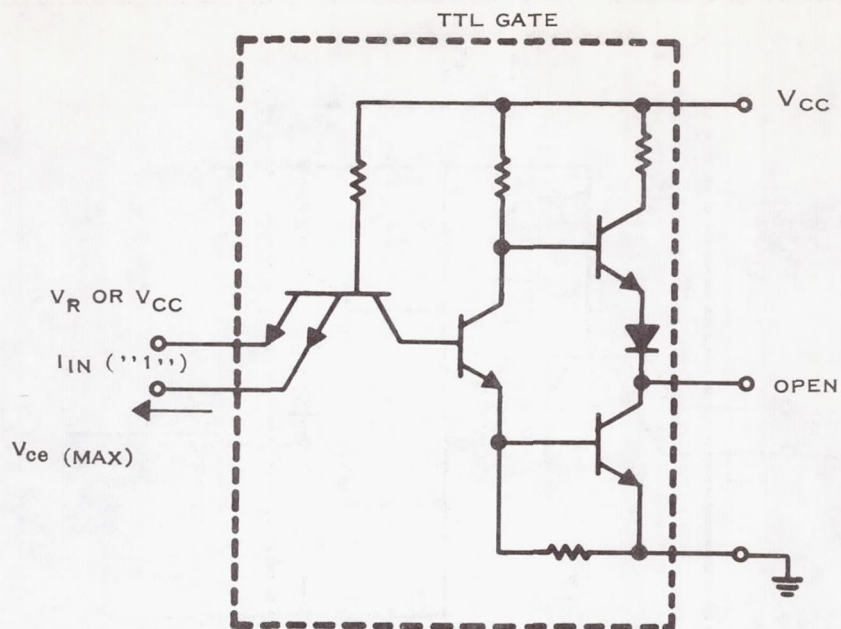 TTL GATE
VCC
VR OR VCC
IIN (''1'')
OPEN
Vce (MAX)